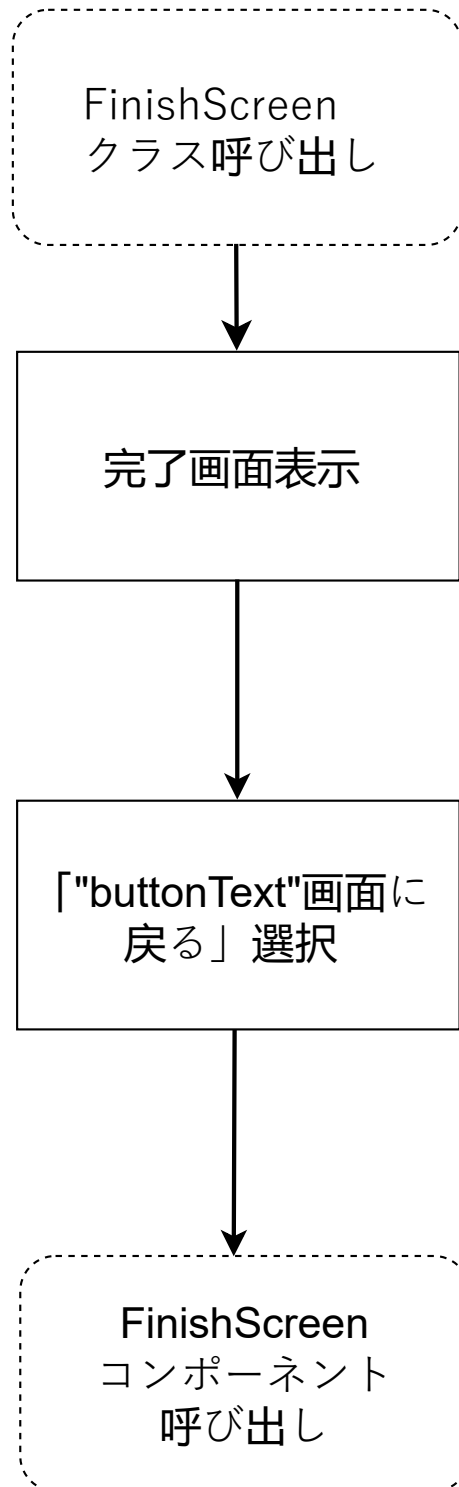 FinishScreen
クラス呼び出し
完了画面表示
「"buttonText"画面に
戻る」選択
FinishScreen
コンポーネント
呼び出し